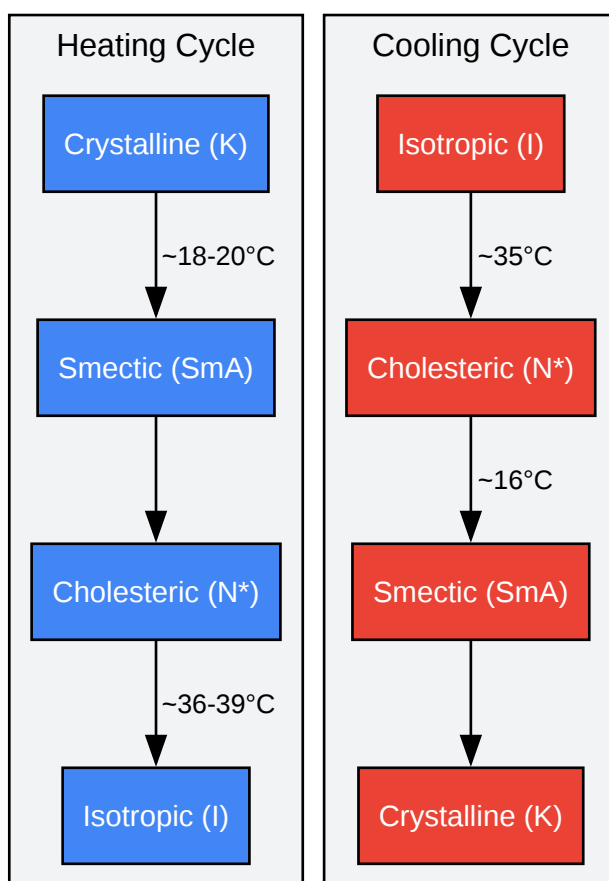 Heating Cycle
Crystalline (K)
~18-20°C
Smectic (SmA)
Cholesteric (N*)
~36-39°C
Isotropic (I)
Cooling Cycle
Isotropic (I)
~35°C
Cholesteric (N*)
~16°C
Smectic (SmA)
Crystalline (K)